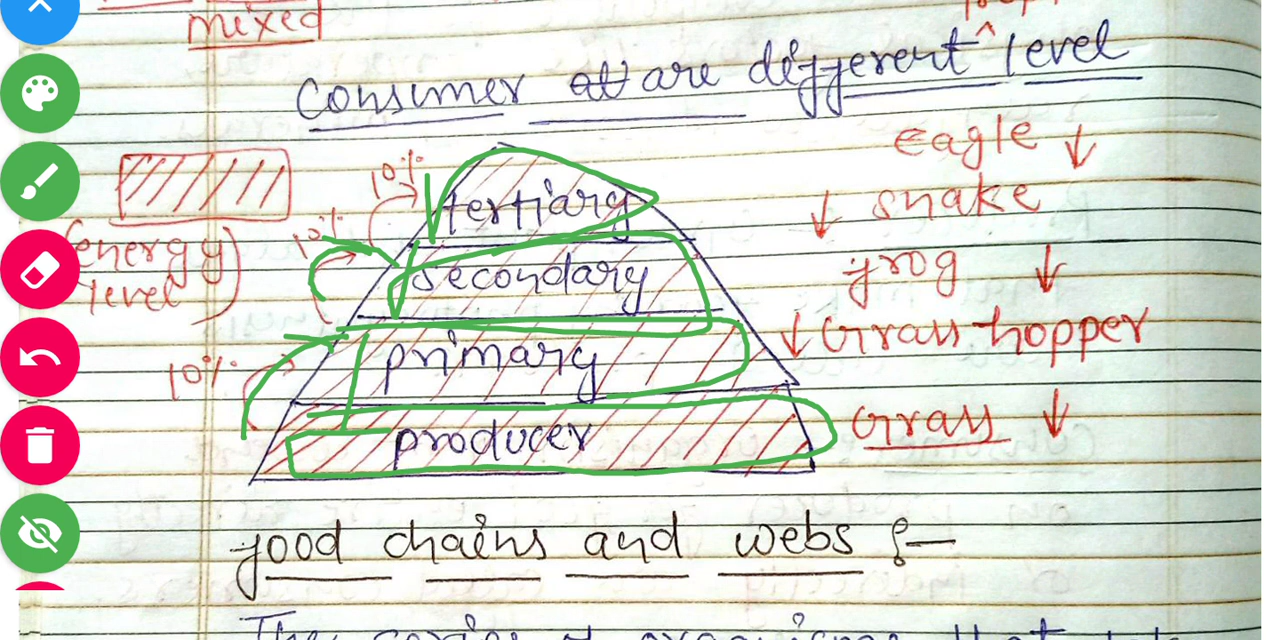 mixed
Consumer at are different level
eagle ↓
10%
tertiary
↓ snake
10%
(energy level)
secondary
frog ↓
primary
↓ Grass hopper
10%
producer
Grass ↓
food chains and webs :-
The